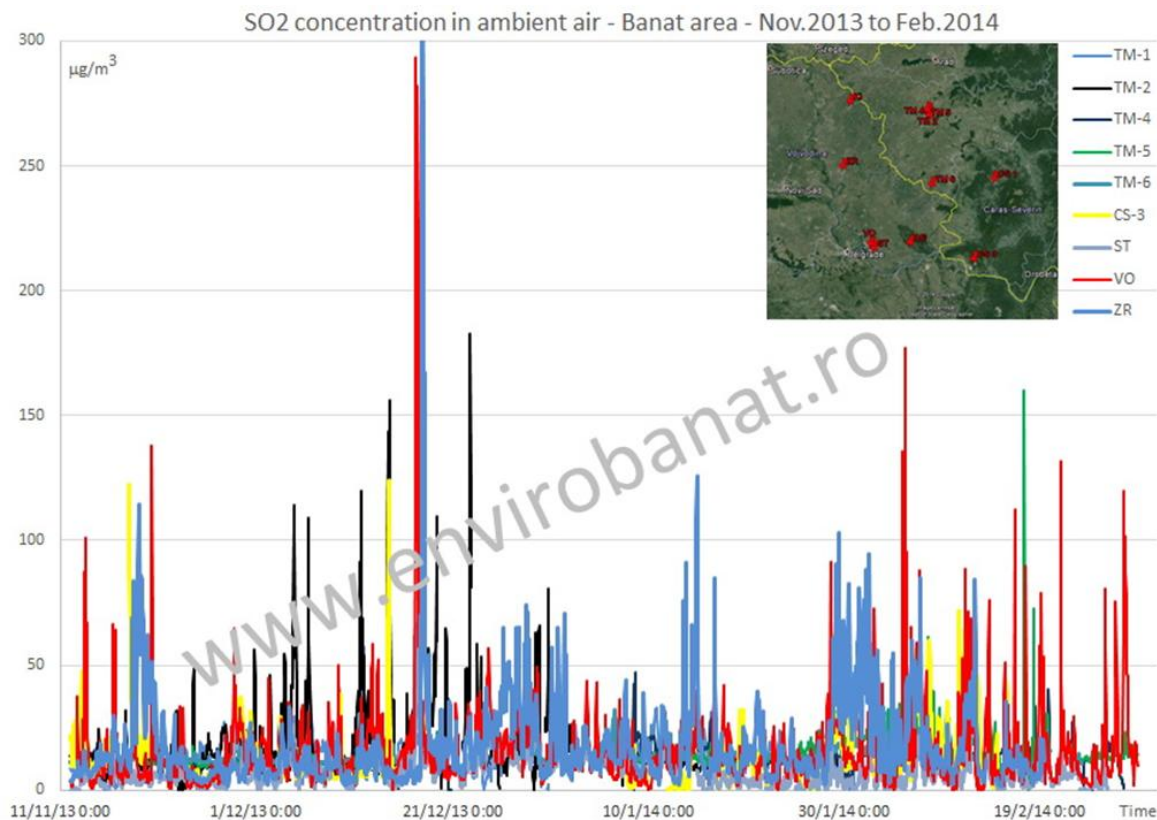 SO2 concentration in ambient air - Banat area - Nov.2013 to Feb.2014
300
µg/m³
250
200
150
100
50
0
11/11/13 0:00
1/12/13 0:00
21/12/13 0:00
10/1/14 0:00
30/1/14 0:00
19/2/14 0:00
Time
TM-1
TM-2
TM-4
TM-5
TM-6
CS-3
ST
VO
ZR
Szeged
Subotica
Arad
Vojvodina
Novi Sad
Belgrade
Caras-Severin
VO
ST
www.envirobanat.ro